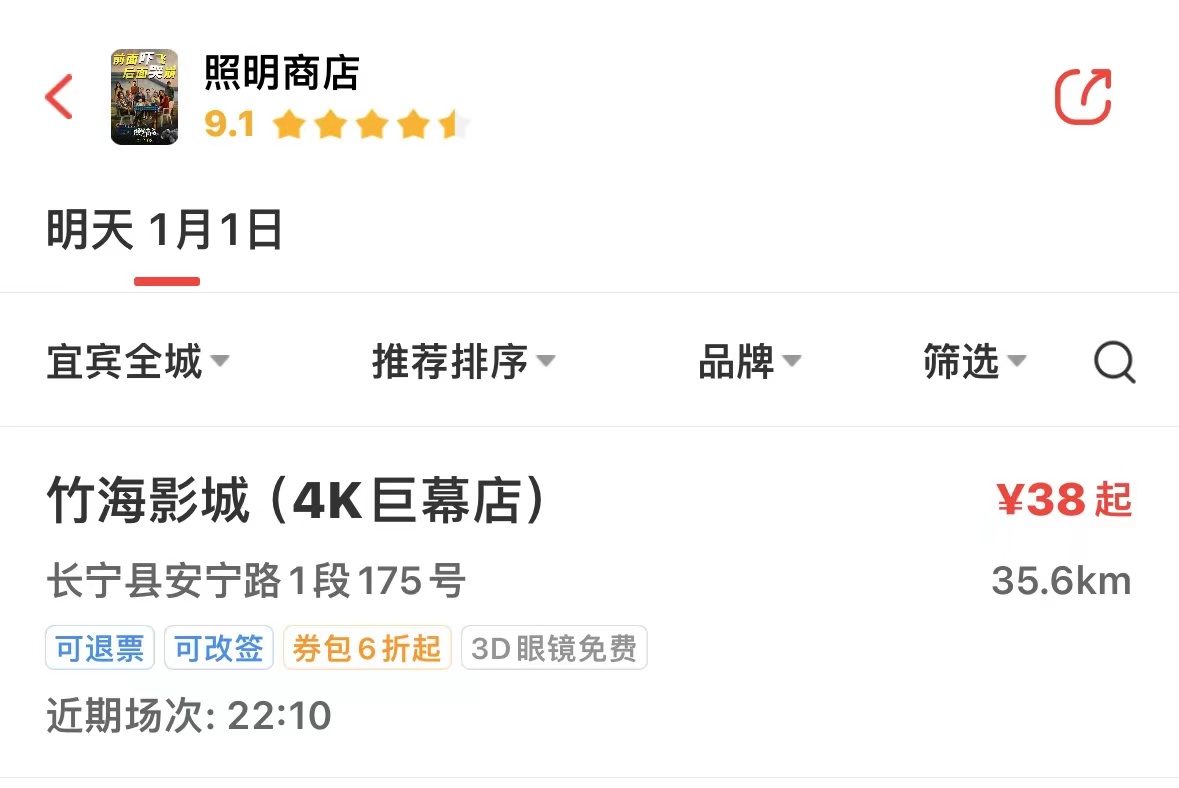 前面吓飞
后面哭崩
照明商店
9.1
明天 1月1日
宜宾全城 推荐排序 品牌 筛选
竹海影城（4K巨幕店） ¥38起
长宁县安宁路1段175号 35.6km
可退票 可改签 券包6折起 3D眼镜免费
近期场次: 22:10